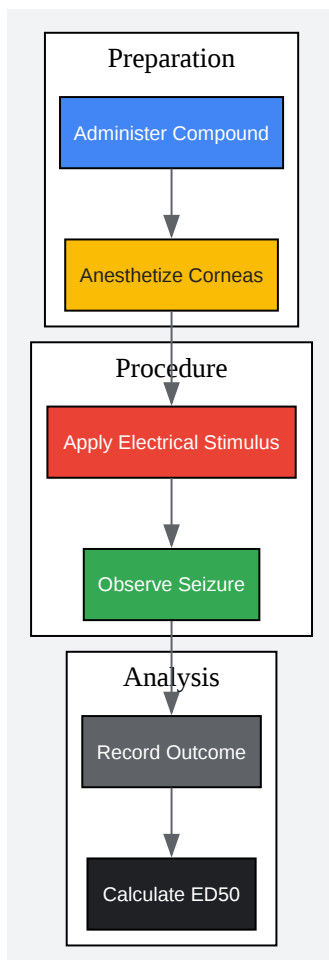 Preparation
Administer Compound
Anesthetize Corneas
Procedure
Apply Electrical Stimulus
Observe Seizure
Analysis
Record Outcome
Calculate ED50